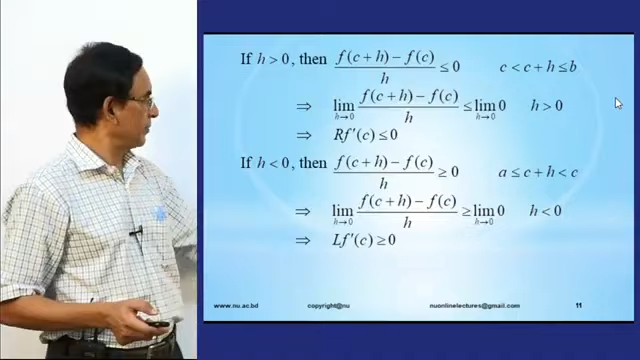 If h > 0, then (f(c + h) − f(c))/h ≤ 0 c < c + h ≤ b
⇒ lim_{h→0} (f(c + h) − f(c))/h ≤ lim_{h→0} 0 h > 0
⇒ Rf′(c) ≤ 0
If h < 0, then (f(c + h) − f(c))/h ≥ 0 a ≤ c + h < c
⇒ lim_{h→0} (f(c + h) − f(c))/h ≥ lim_{h→0} 0 h < 0
⇒ Lf′(c) ≥ 0
www.nu.ac.bd copyright@nu nuonlinelectures@gmail.com 11